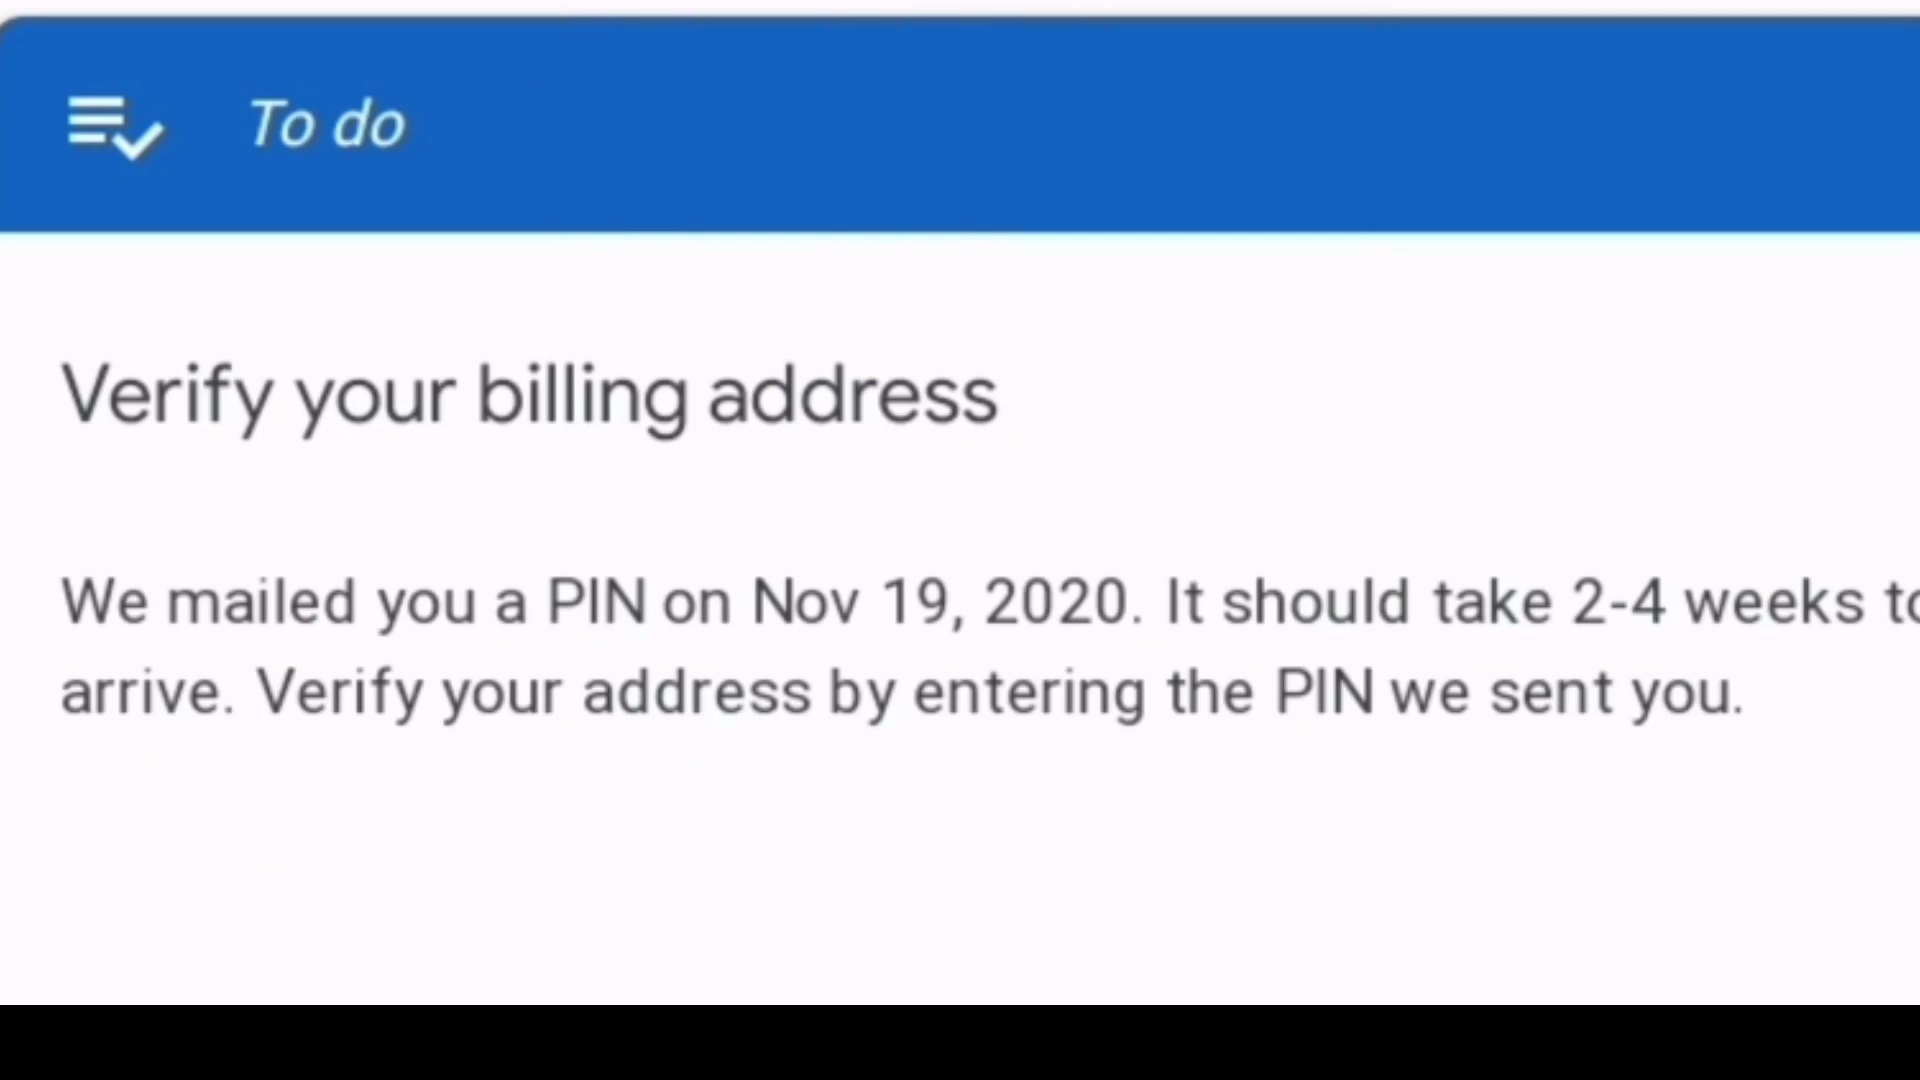 To do
Verify your billing address
We mailed you a PIN on Nov 19, 2020. It should take 2-4 weeks to
arrive. Verify your address by entering the PIN we sent you.